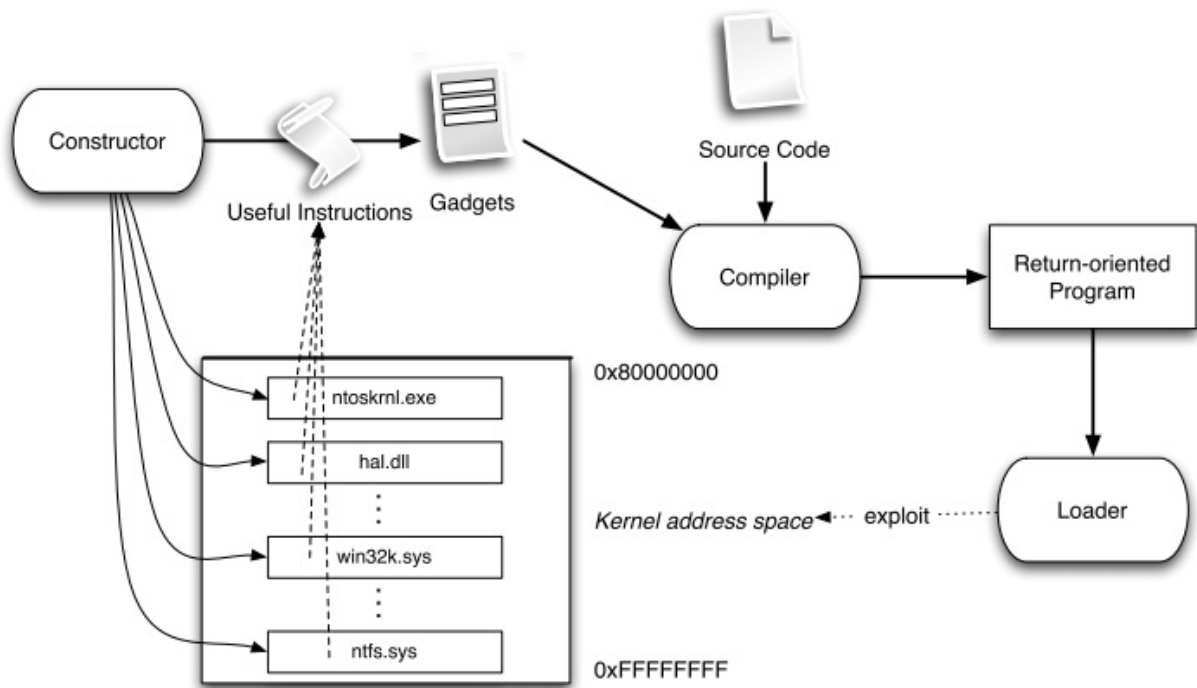 Constructor
Useful Instructions
Gadgets
Source Code
Compiler
Return-oriented
Program
0x80000000
ntoskrnl.exe
hal.dll
Kernel address space
exploit
Loader
win32k.sys
ntfs.sys
0xFFFFFFFF